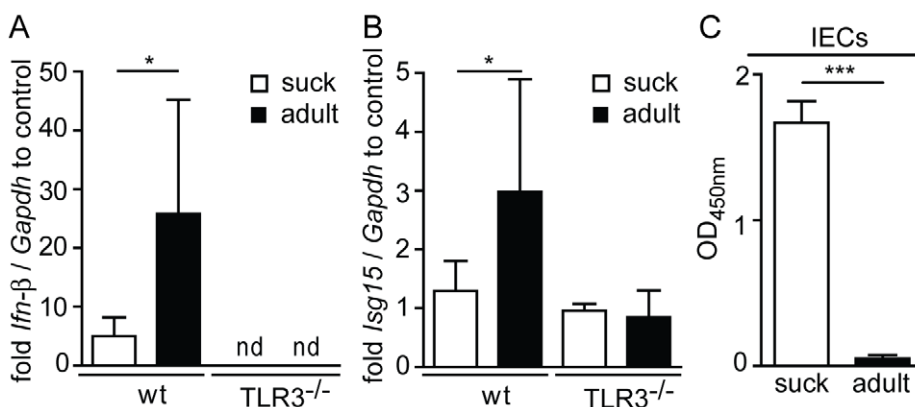 A
fold Ifn-β / Gapdh to control
50
40
30
20
10
0
*
suck
adult
nd nd
wt TLR3-/-
B
fold Isg15 / Gapdh to control
5
4
3
2
1
0
*
suck
adult
wt TLR3-/-
C
IECs
***
OD450nm
2
1
0
suck adult